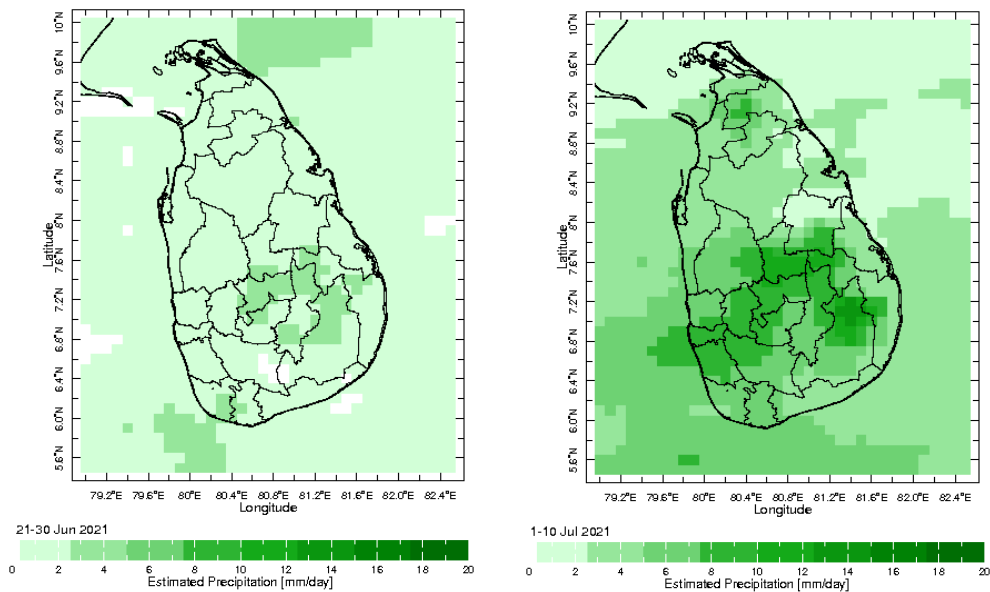 10°N
9.6°N
9.2°N
8.8°N
8.4°N
8.0°N
7.6°N
7.2°N
6.8°N
6.4°N
6.0°N
5.6°N
Latitude
79.2°E 79.6°E 80°E 80.4°E 80.8°E 81.2°E 81.6°E 82.0°E 82.4°E
Longitude
21-30 Jun 2021
0 2 4 6 8 10 12 14 16 18 20
Estimated Precipitation [mm/day]
10°N
9.6°N
9.2°N
8.8°N
8.4°N
8.0°N
7.6°N
7.2°N
6.8°N
6.4°N
6.0°N
5.6°N
Latitude
79.2°E 79.6°E 80°E 80.4°E 80.8°E 81.2°E 81.6°E 82.0°E 82.4°E
Longitude
1-10 Jul 2021
0 2 4 6 8 10 12 14 16 18 20
Estimated Precipitation [mm/day]